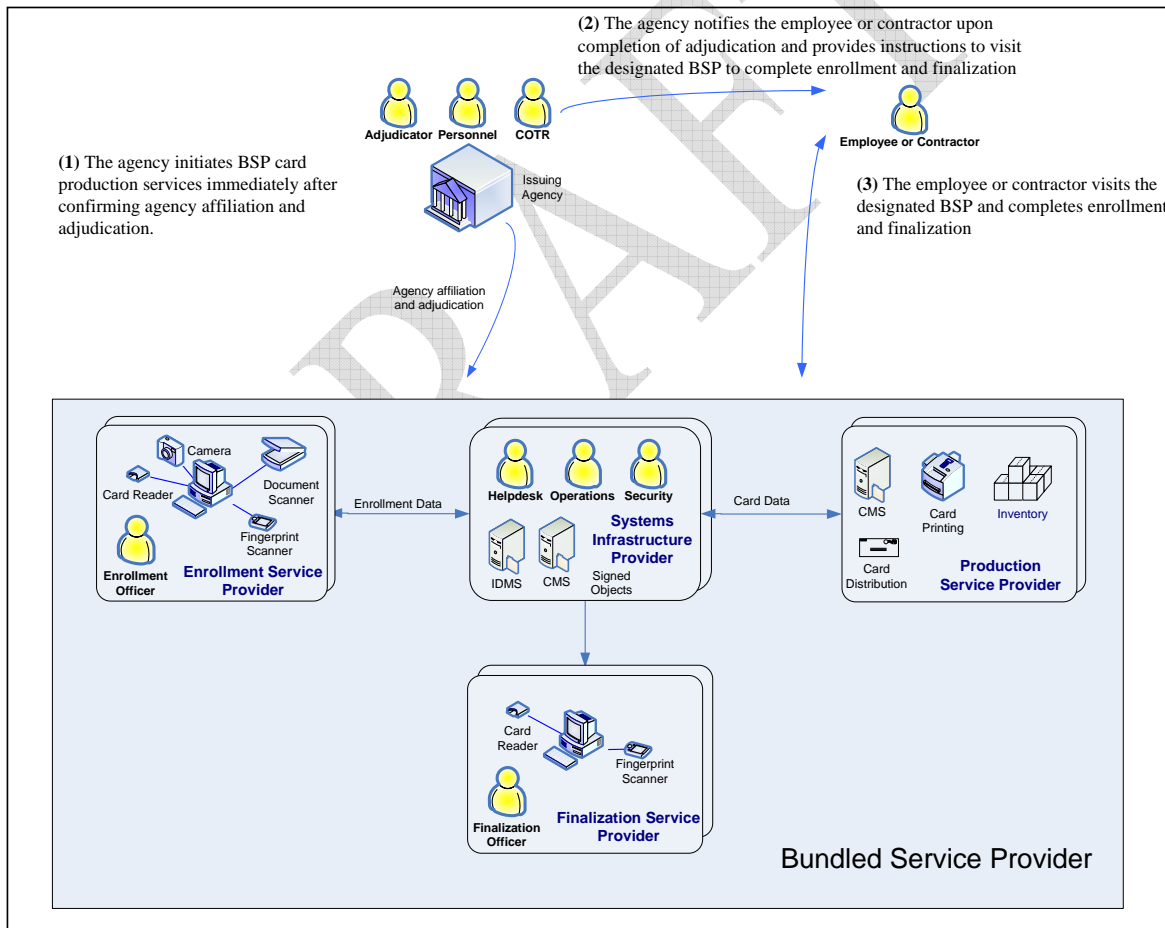 (2) The agency notifies the employee or contractor upon
completion of adjudication and provides instructions to visit
the designated BSP to complete enrollment and finalization
Adjudicator Personnel COTR
Employee or Contractor
(1) The agency initiates BSP card
production services immediately after
confirming agency affiliation and
adjudication.
Issuing
Agency
(3) The employee or contractor visits the
designated BSP and completes enrollment
and finalization
Agency affiliation
and adjudication
DRAFT
Camera
Card Reader
Document
Scanner
Fingerprint
Scanner
Enrollment
Officer
Enrollment Service
Provider
Enrollment Data
Helpdesk Operations Security
Systems
Infrastructure
Provider
IDMS
CMS
Signed
Objects
Card Data
CMS
Card
Printing
Inventory
Card
Distribution
Production
Service Provider
Card
Reader
Fingerprint
Scanner
Finalization
Officer
Finalization Service
Provider
Bundled Service Provider